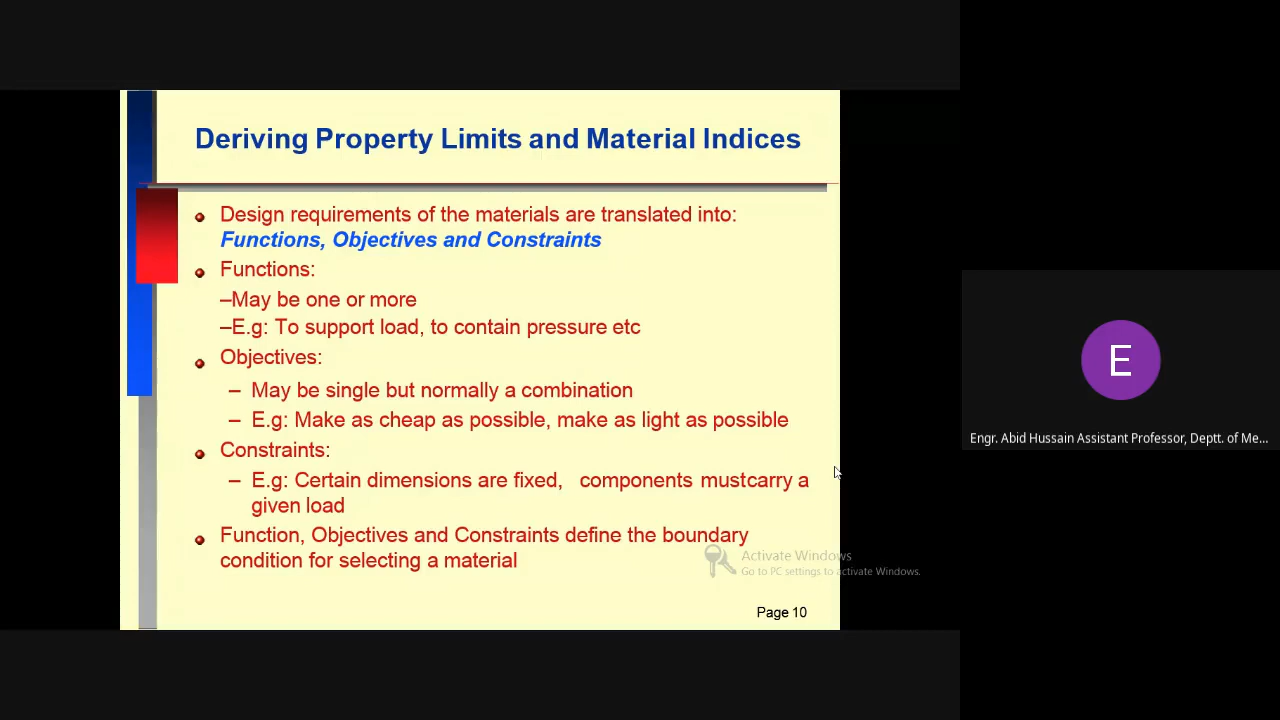 Deriving Property Limits and Material Indices
Design requirements of the materials are translated into:
Functions, Objectives and Constraints
Functions:
–May be one or more
–E.g: To support load, to contain pressure etc
Objectives:
– May be single but normally a combination
– E.g: Make as cheap as possible, make as light as possible
Constraints:
– E.g: Certain dimensions are fixed, components mustcarry a
given load
Function, Objectives and Constraints define the boundary
condition for selecting a material
Activate Windows
Go to PC settings to activate Windows.
Page 10
E
Engr. Abid Hussain Assistant Professor, Deptt. of Me...